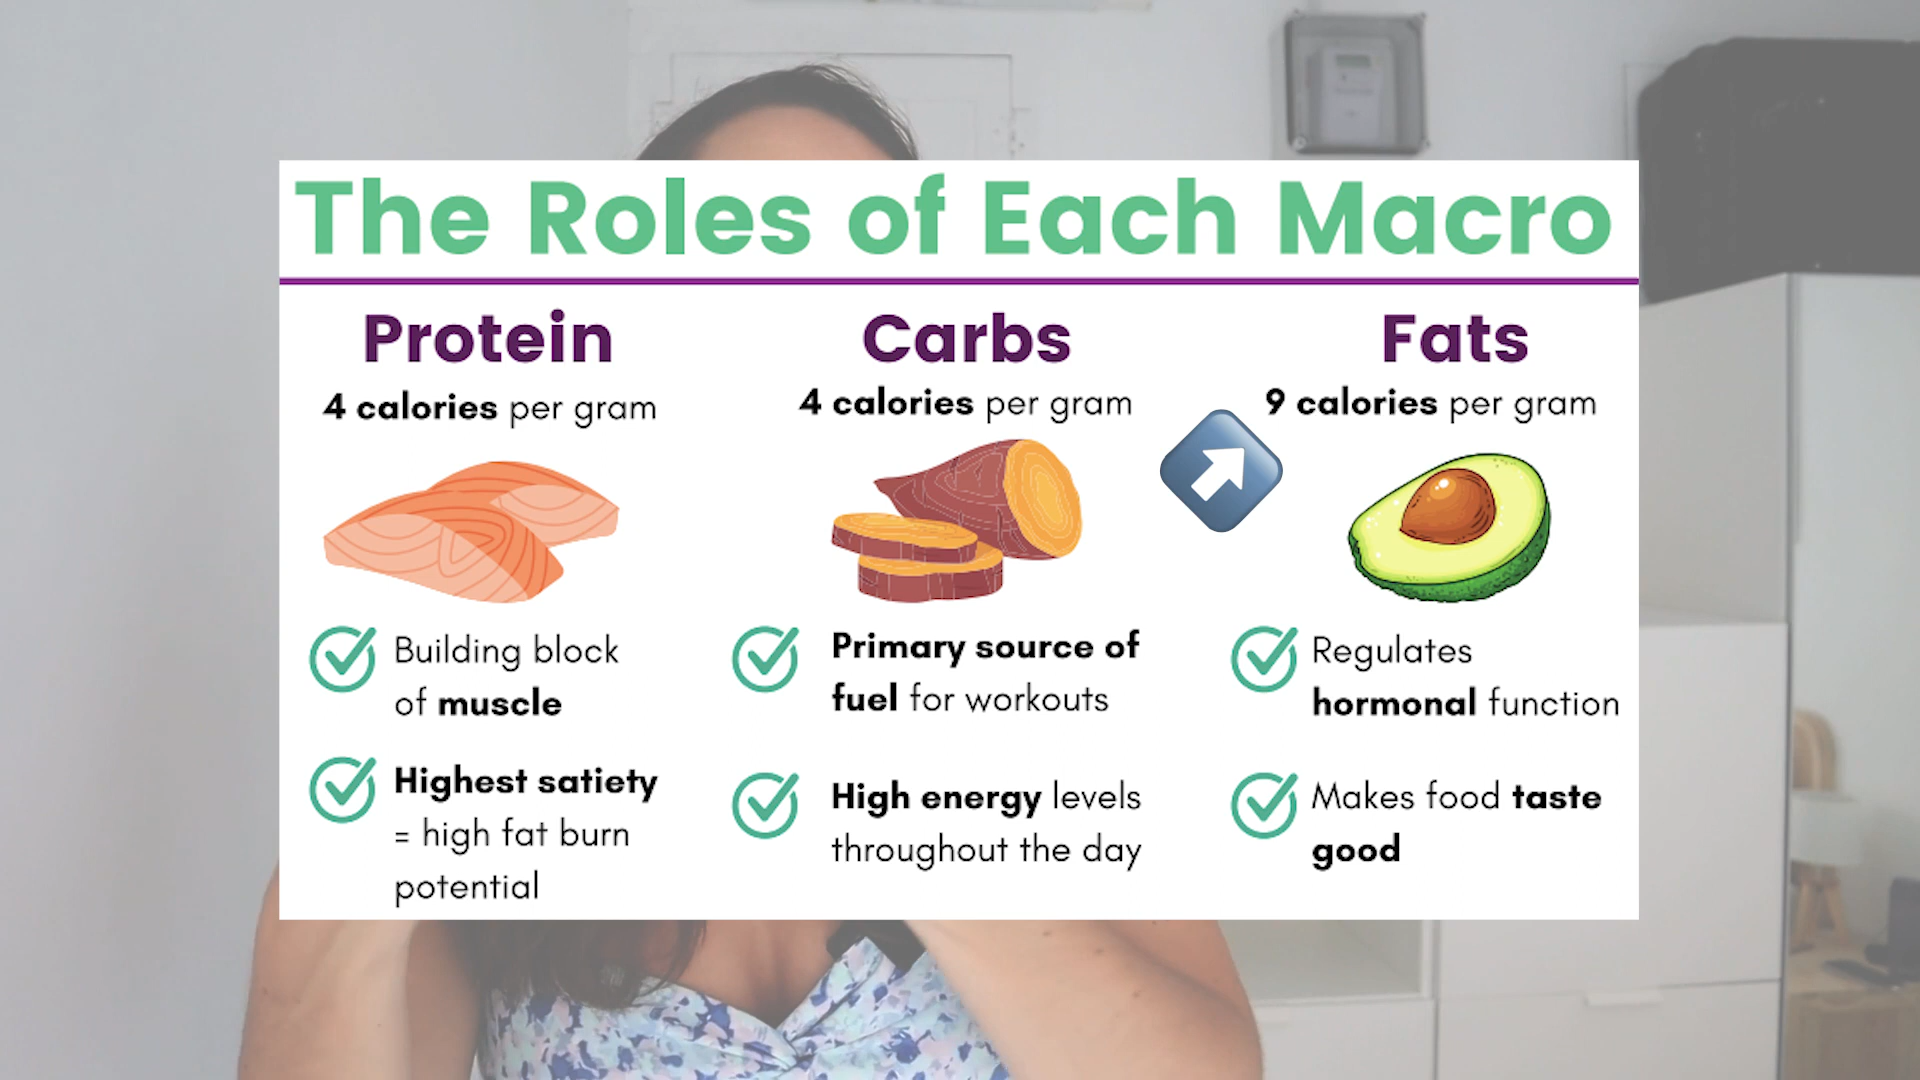 The Roles of Each Macro
Protein
4 calories per gram
Building block
of muscle
Highest satiety
= high fat burn
potential
Carbs
4 calories per gram
Primary source of
fuel for workouts
High energy levels
throughout the day
Fats
9 calories per gram
Regulates
hormonal function
Makes food taste
good